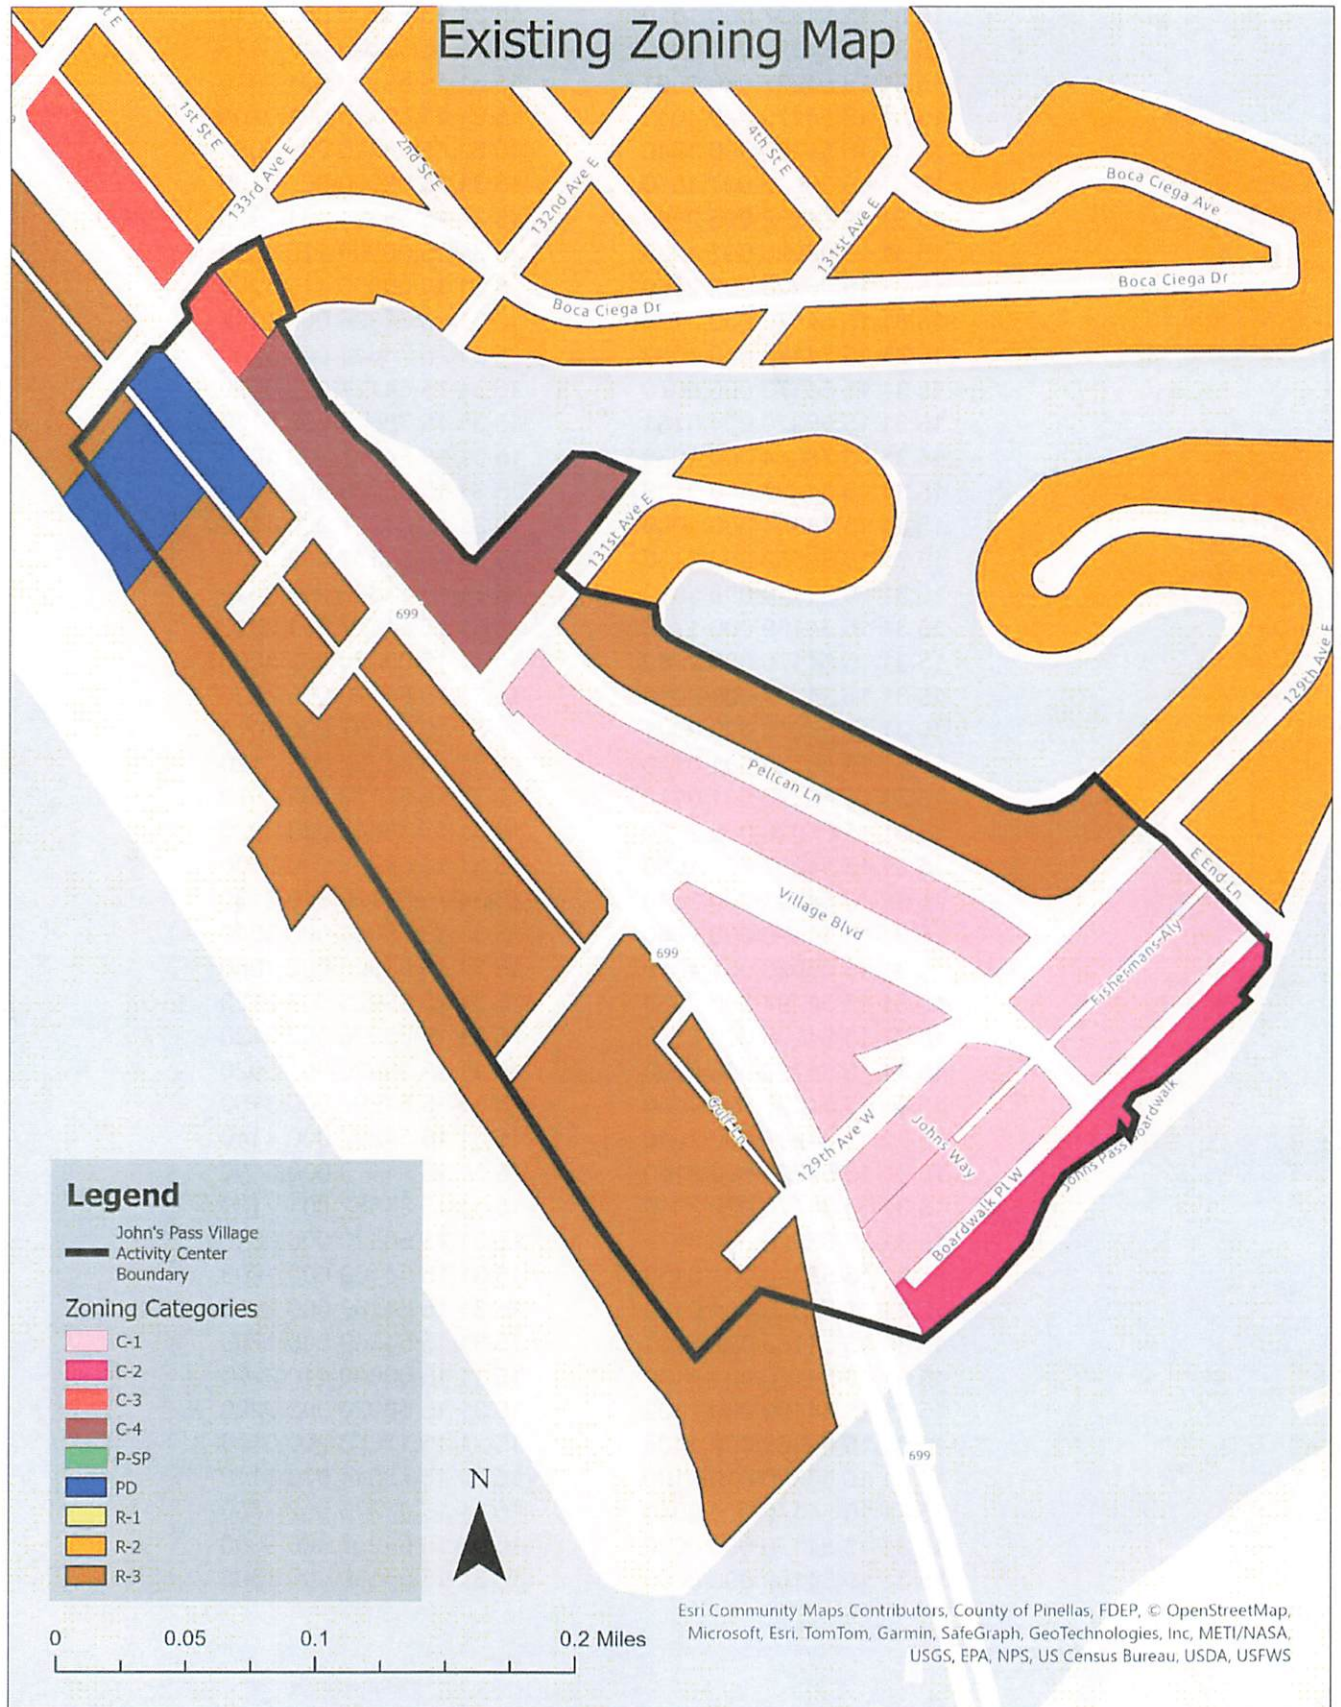 Existing Zoning Map
St E
1st St E
133rd Ave E
2nd St E
132nd Ave E
4th St E
131st Ave E
Boca Ciega Ave
Boca Ciega Dr
Boca Ciega Dr
131st Ave E
699
129th Ave E
Pelican Ln
Village Blvd
E End Ln
Fishermans Aly
699
Gulf Ln
129th Ave W
Johns Way
Boardwalk Pl W
Johns Pass Boardwalk
699
Legend
John's Pass Village
Activity Center
Boundary
Zoning Categories
C-1
C-2
C-3
C-4
P-SP
PD
R-1
R-2
R-3
N
0 0.05 0.1 0.2 Miles
Esri Community Maps Contributors, County of Pinellas, FDEP, © OpenStreetMap,
Microsoft, Esri, TomTom, Garmin, SafeGraph, GeoTechnologies, Inc, METI/NASA,
USGS, EPA, NPS, US Census Bureau, USDA, USFWS